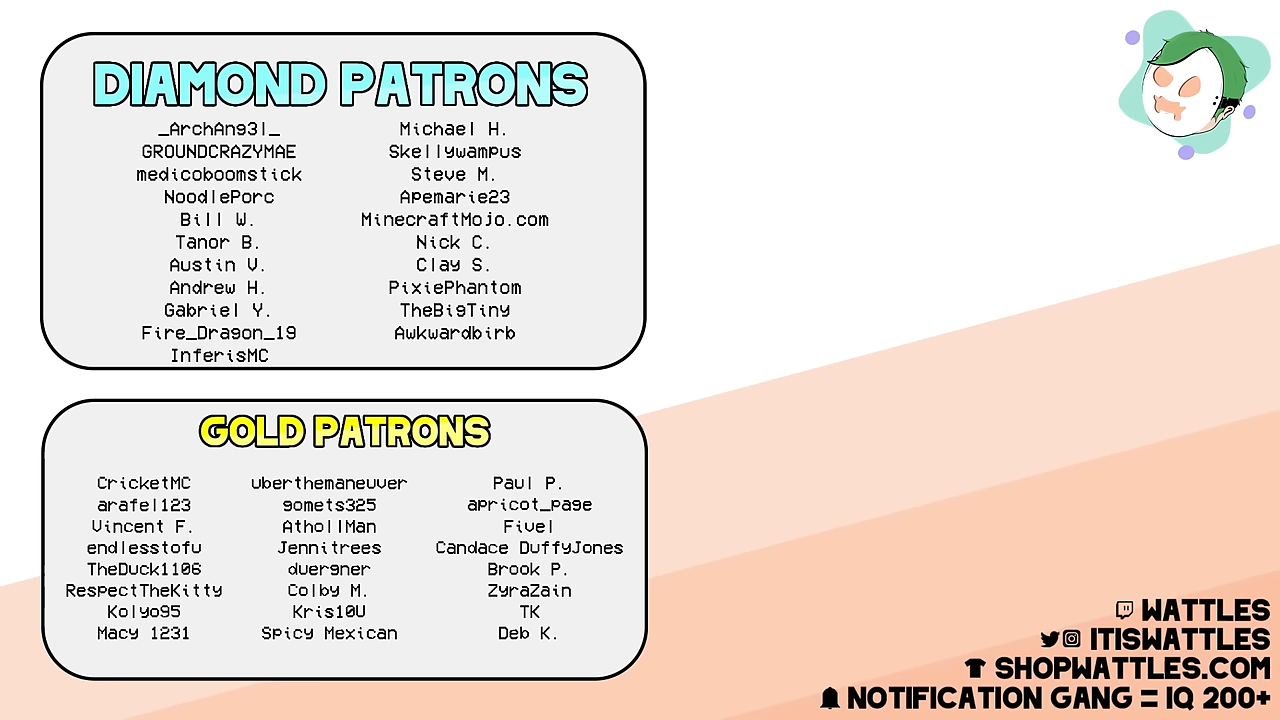 DIAMOND PATRONS
_ArchAng3l_
GROUNDCRAZYMAE
medicoboomstick
NoodlePorc
Bill W.
Tanor B.
Austin V.
Andrew H.
Gabriel Y.
Fire_Dragon_19
InferisMC
Michael H.
Skellywampus
Steve M.
Apemarie23
MinecraftMojo.com
Nick C.
Clay S.
PixiePhantom
TheBigTiny
Awkwardbirb
GOLD PATRONS
CricketMC
arafel123
Vincent F.
endlesstofu
TheDuck1106
RespectTheKitty
Kolyo95
Macy 1231
uberthemaneuver
gomets325
AthollMan
Jennitrees
duergner
Colby M.
Kris10U
Spicy Mexican
Paul P.
apricot_page
Fivel
Candace DuffyJones
Brook P.
ZyraZain
TK
Deb K.
WATTLES
ITISWATTLES
SHOPWATTLES.COM
NOTIFICATION GANG = IQ 200+